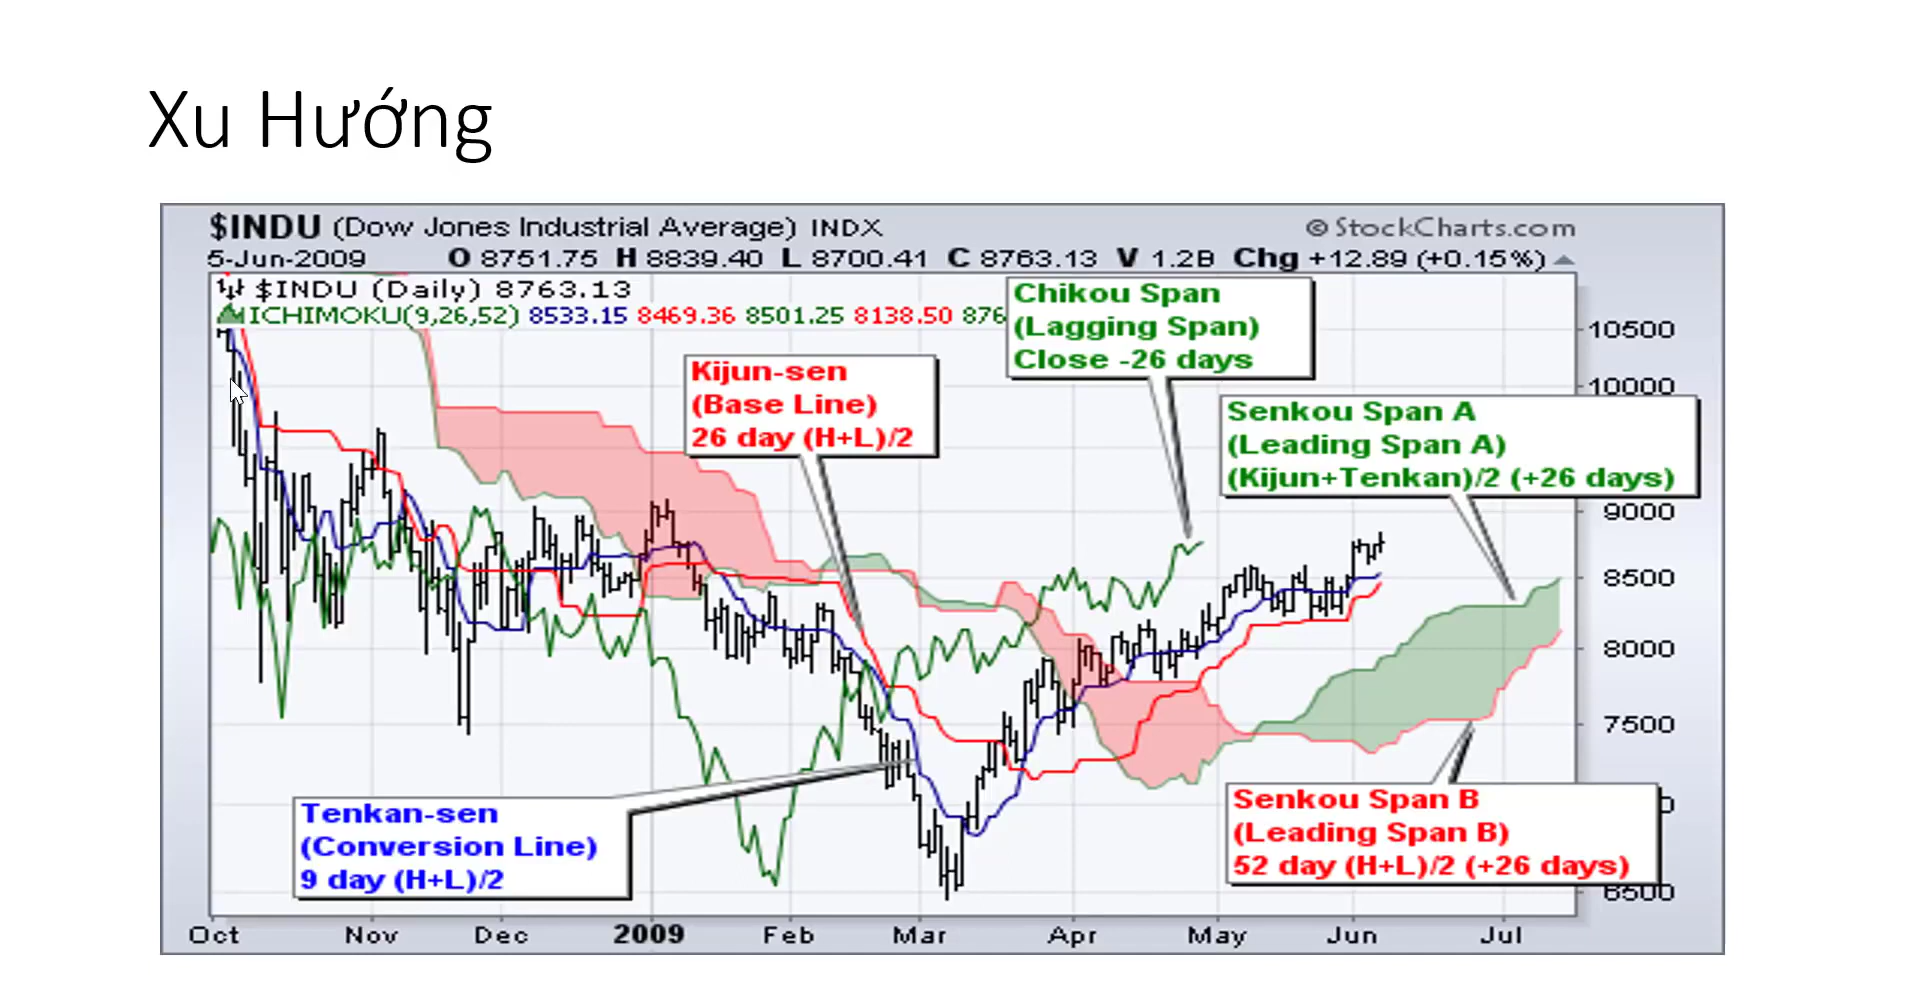 Xu Hướng
$INDU (Dow Jones Industrial Average) INDX
© StockCharts.com
5-Jun-2009 O 8751.75 H 8839.40 L 8700.41 C 8763.13 V 1.2B Chg +12.89 (+0.15%)
$INDU (Daily) 8763.13
ICHIMOKU(9,26,52) 8533.15 8469.36 8501.25 8138.50 876
Chikou Span
(Lagging Span)
Close -26 days
Kijun-sen
(Base Line)
26 day (H+L)/2
Senkou Span A
(Leading Span A)
(Kijun+Tenkan)/2 (+26 days)
Tenkan-sen
(Conversion Line)
9 day (H+L)/2
Senkou Span B
(Leading Span B)
52 day (H+L)/2 (+26 days)
10500
10000
9000
8500
8000
7500
6500
Oct Nov Dec 2009 Feb Mar Apr May Jun Jul